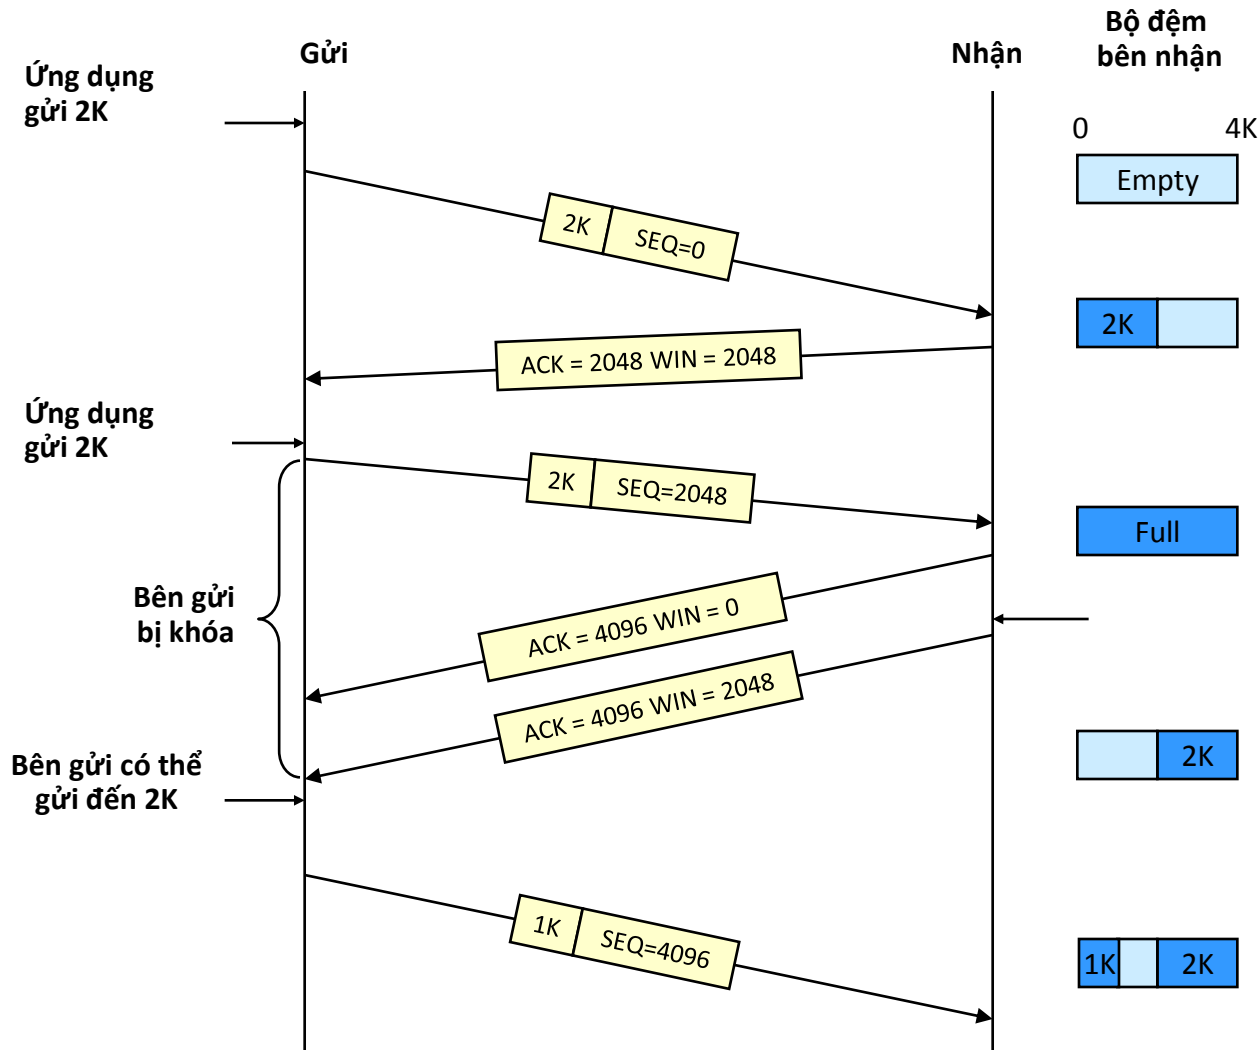 Bộ đệm
bên nhận
Gửi
Nhận
Ứng dụng
gửi 2K
0
4K
Empty
2K
SEQ=0
2K
ACK = 2048 WIN = 2048
Ứng dụng
gửi 2K
2K
SEQ=2048
Full
Bên gửi
bị khóa
ACK = 4096 WIN = 0
ACK = 4096 WIN = 2048
2K
Bên gửi có thể
gửi đến 2K
1K
SEQ=4096
1K
2K